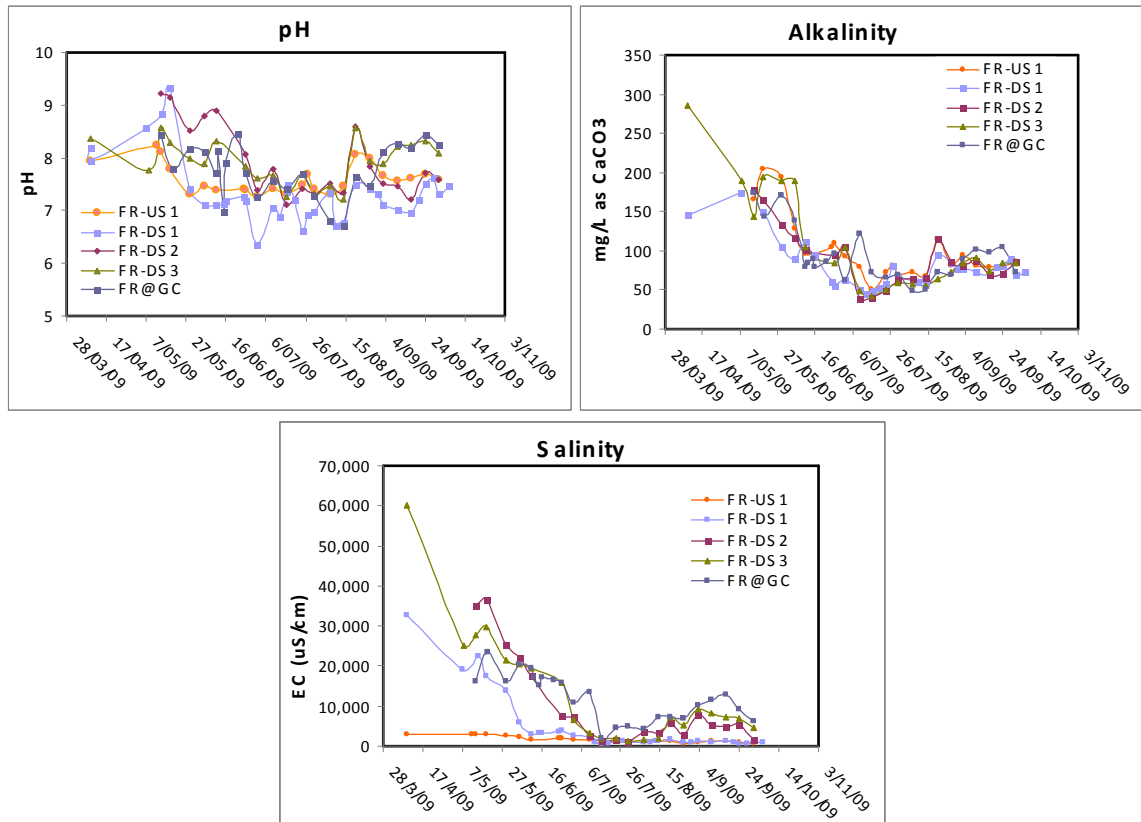 pH
10
9
8
7
6
5
pH
FR-US 1
FR-DS 1
FR-DS 2
FR-DS 3
FR@GC
28/03/09
17/04/09
7/05/09
27/05/09
16/06/09
6/07/09
26/07/09
15/08/09
4/09/09
24/09/09
14/10/09
3/11/09
Alkalinity
350
300
250
200
150
100
50
0
mg/L as CaCO3
FR-US 1
FR-DS 1
FR-DS 2
FR-DS 3
FR@GC
28/03/09
17/04/09
7/05/09
27/05/09
16/06/09
6/07/09
26/07/09
15/08/09
4/09/09
24/09/09
14/10/09
3/11/09
Salinity
70,000
60,000
50,000
40,000
30,000
20,000
10,000
0
EC (uS/cm)
FR-US 1
FR-DS 1
FR-DS 2
FR-DS 3
FR@GC
28/3/09
17/4/09
7/5/09
27/5/09
16/6/09
6/7/09
26/7/09
15/8/09
4/9/09
24/9/09
14/10/09
3/11/09